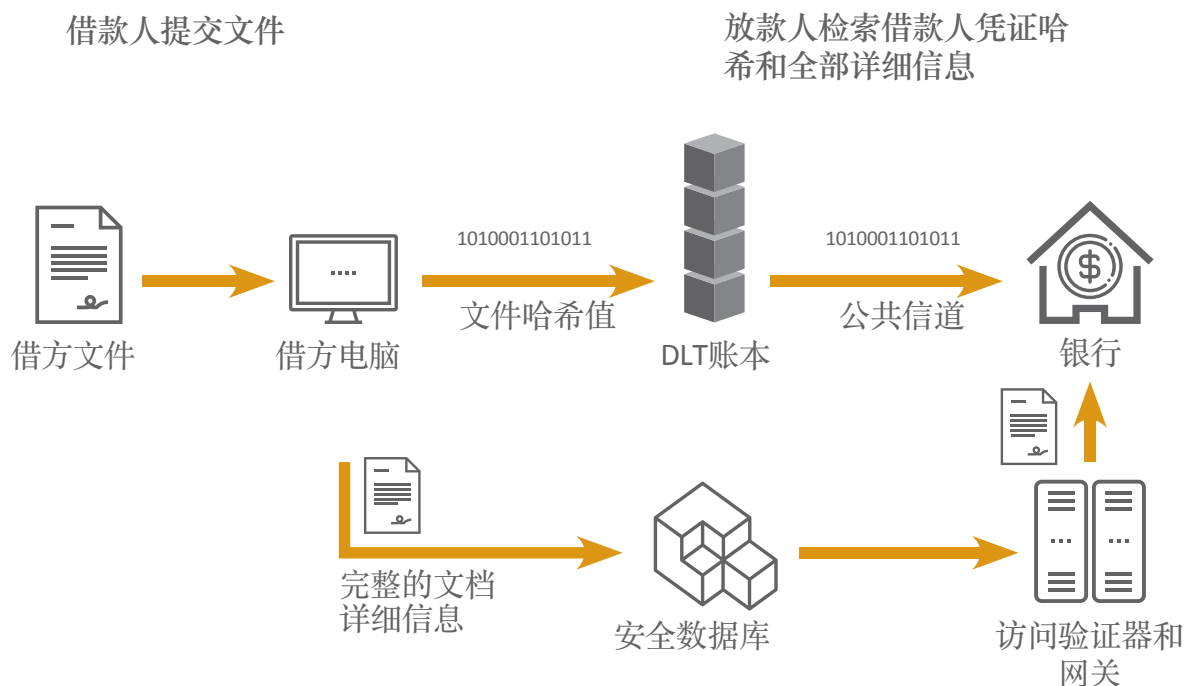 借款人提交文件
放款人检索借款人凭证哈
希和全部详细信息
1010001101011
1010001101011
文件哈希值
公共信道
借方文件
借方电脑
DLT账本
银行
完整的文档
详细信息
安全数据库
访问验证器和
网关